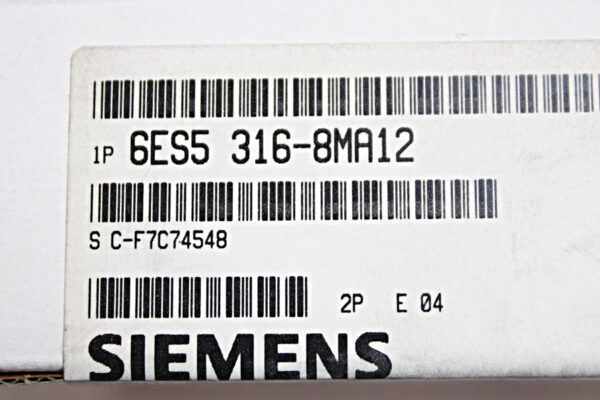 1P 6ES5 316-8MA12
S C-F7C74548
2P E 04
SIEMENS